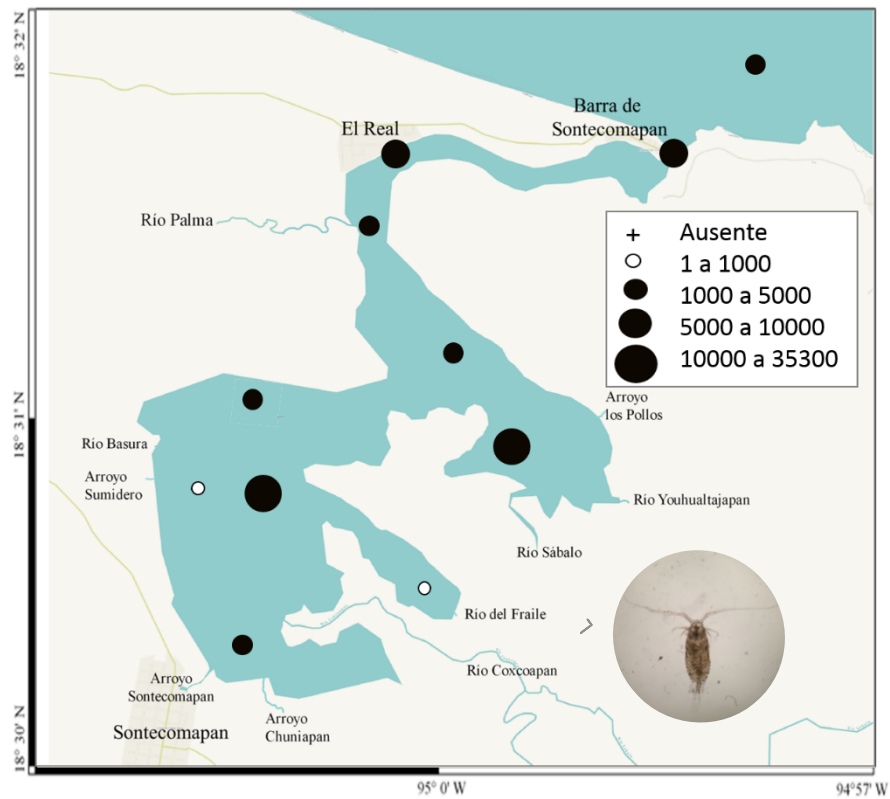 18° 32' N
Barra de
Sontecomapan
El Real
Río Palma
+ Ausente
1 a 1000
1000 a 5000
5000 a 10000
10000 a 35300
Arroyo
los Pollos
18° 31' N
Río Basura
Arroyo
Sumidero
Río Youhualtajapan
Río Sábalo
Río del Fraile
Río Coxcoapan
Arroyo
Sontecomapan
Arroyo
Chuniapan
Sontecomapan
18° 30' N
95° 0' W
94°57' W